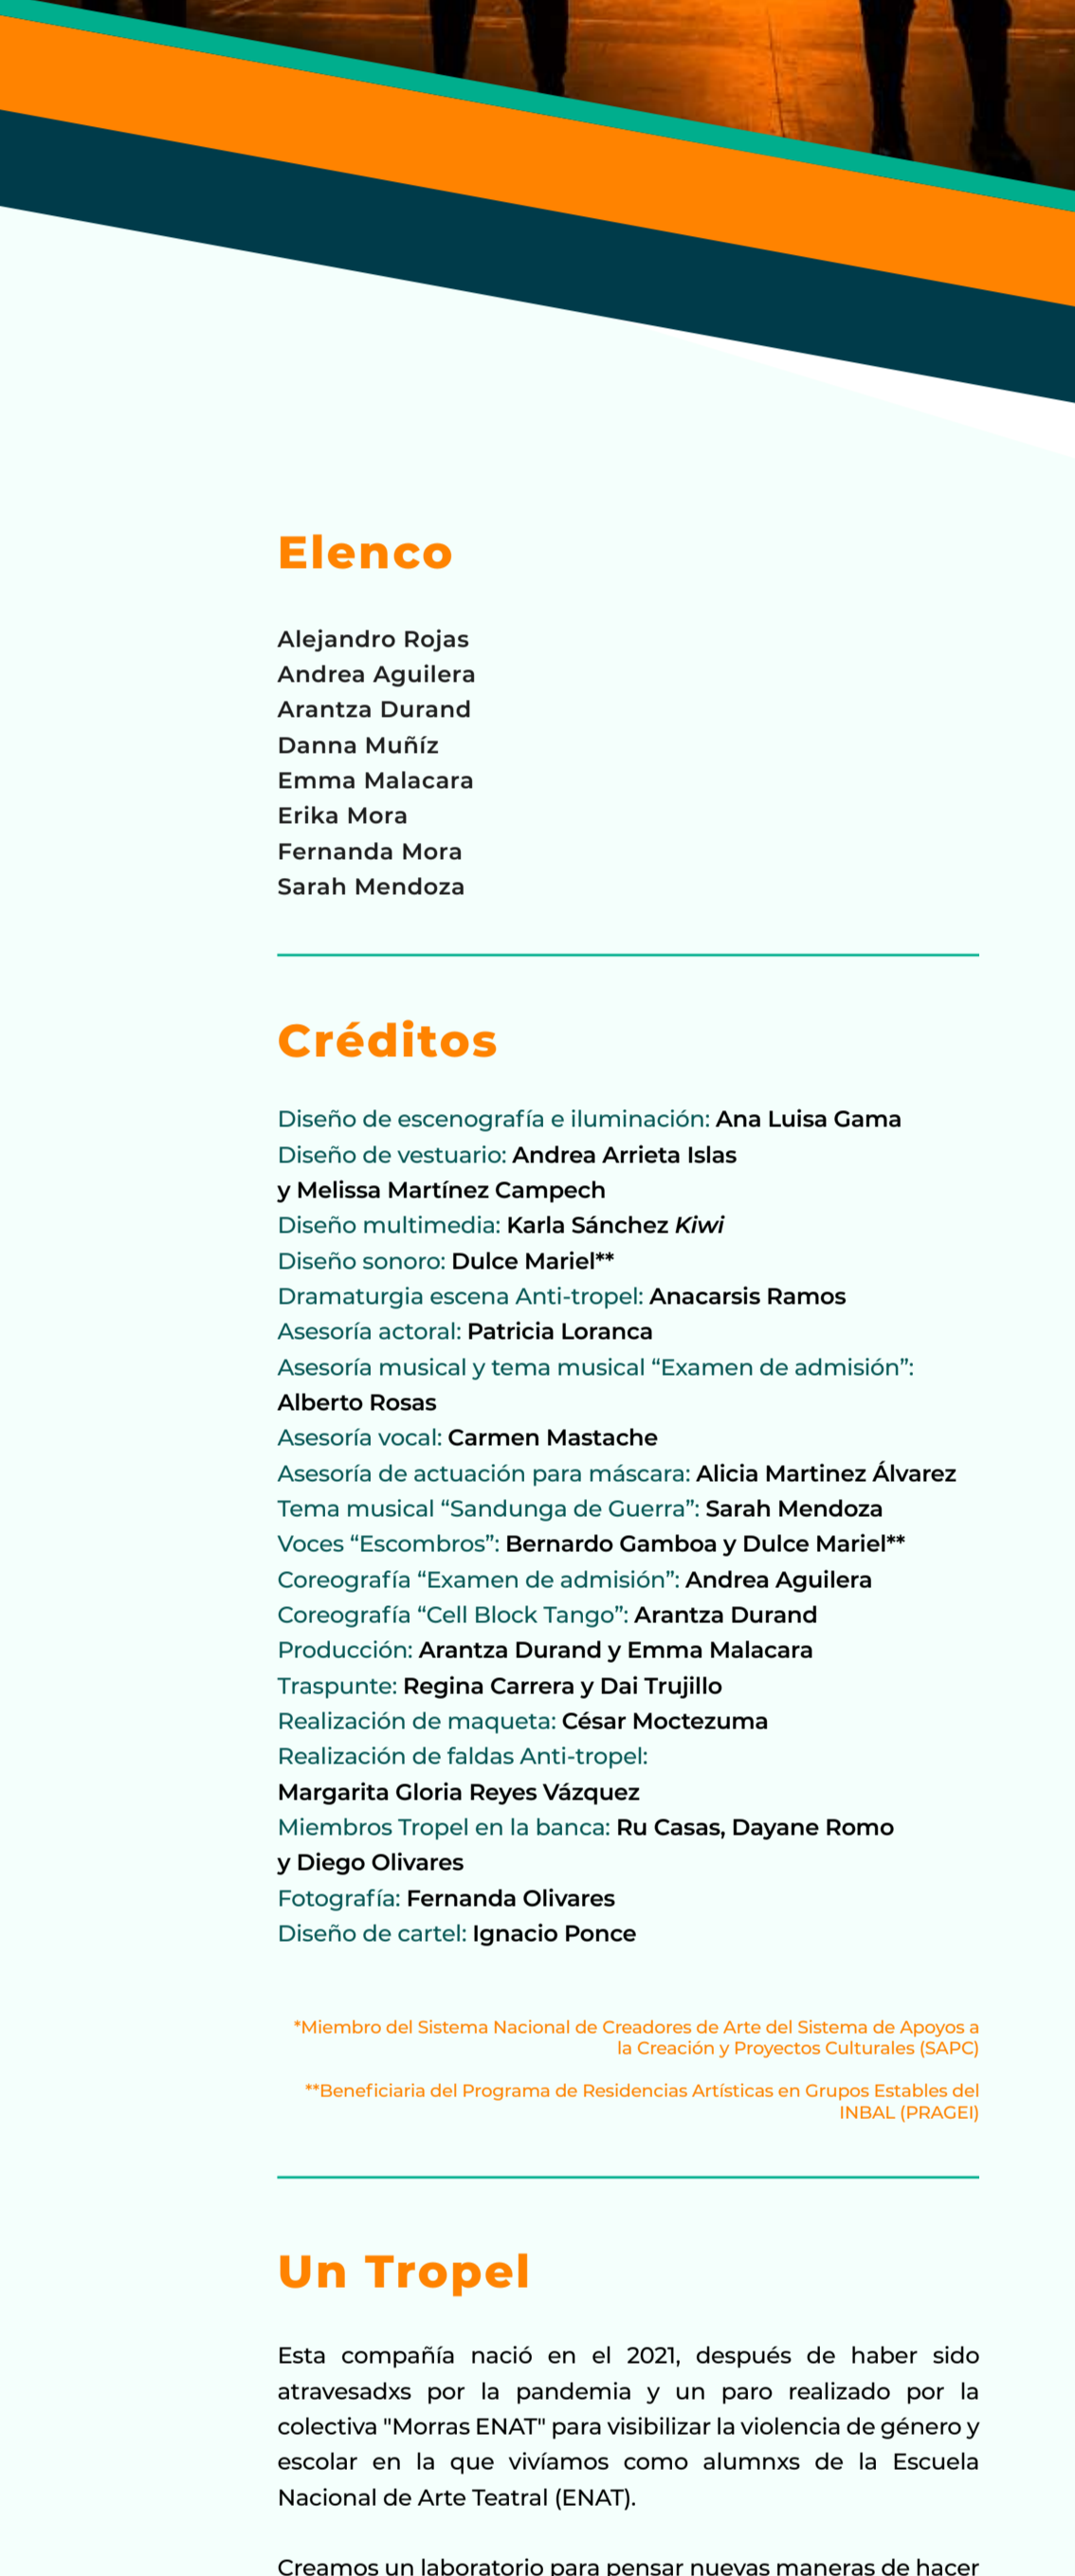 Elenco
Alejandro Rojas
Andrea Aguilera
Arantza Durand
Danna Muñíz
Emma Malacara
Erika Mora
Fernanda Mora
Sarah Mendoza
Créditos
Diseño de escenografía e iluminación: Ana Luisa Gama
Diseño de vestuario: Andrea Arrieta Islas
y Melissa Martínez Campech
Diseño multimedia: Karla Sánchez Kiwi
Diseño sonoro: Dulce Mariel**
Dramaturgia escena Anti-tropel: Anacarsis Ramos
Asesoría actoral: Patricia Loranca
Asesoría musical y tema musical “Examen de admisión”:
Alberto Rosas
Asesoría vocal: Carmen Mastache
Asesoría de actuación para máscara: Alicia Martinez Álvarez
Tema musical “Sandunga de Guerra”: Sarah Mendoza
Voces “Escombros”: Bernardo Gamboa y Dulce Mariel**
Coreografía “Examen de admisión”: Andrea Aguilera
Coreografía “Cell Block Tango”: Arantza Durand
Producción: Arantza Durand y Emma Malacara
Traspunte: Regina Carrera y Dai Trujillo
Realización de maqueta: César Moctezuma
Realización de faldas Anti-tropel:
Margarita Gloria Reyes Vázquez
Miembros Tropel en la banca: Ru Casas, Dayane Romo
y Diego Olivares
Fotografía: Fernanda Olivares
Diseño de cartel: Ignacio Ponce
*Miembro del Sistema Nacional de Creadores de Arte del Sistema de Apoyos a
la Creación y Proyectos Culturales (SAPC)
**Beneficiaria del Programa de Residencias Artísticas en Grupos Estables del
INBAL (PRAGEI)
Un Tropel
Esta compañía nació en el 2021, después de haber sido
atravesadxs por la pandemia y un paro realizado por la
colectiva "Morras ENAT" para visibilizar la violencia de género y
escolar en la que vivíamos como alumnxs de la Escuela
Nacional de Arte Teatral (ENAT).
Creamos un laboratorio para pensar nuevas maneras de hacer